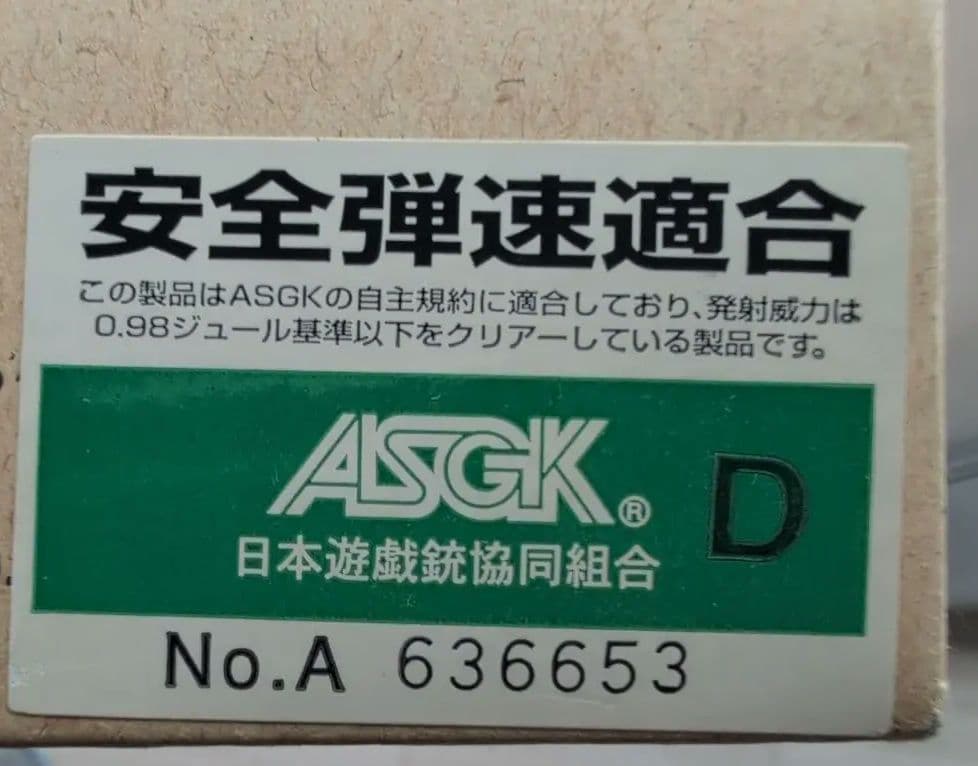 安全弾速適合
この製品はASGKの自主規約に適合しており、発射威力は
0.98ジュール基準以下をクリアーしている製品です。
ASGK®
D
日本遊戯銃協同組合
No.A 636653